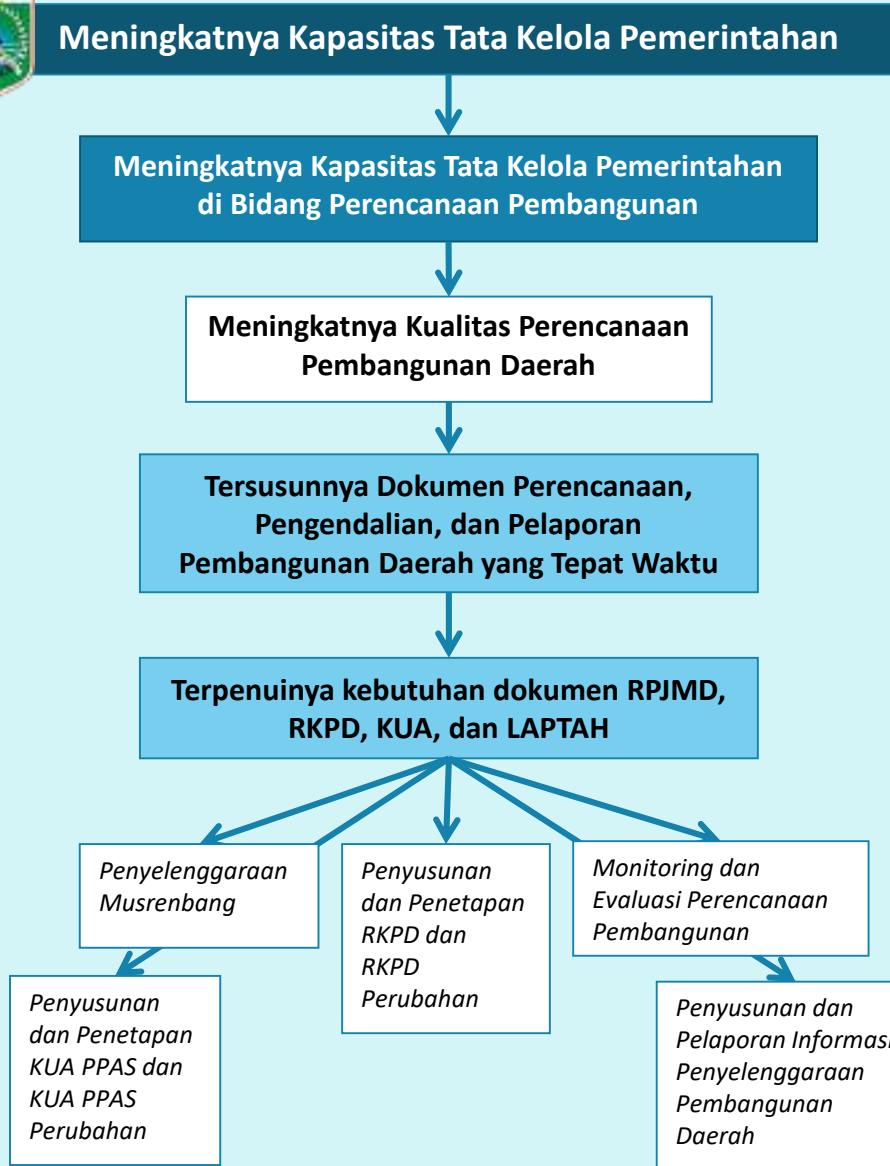 Meningkatnya Kapasitas Tata Kelola Pemerintahan
Meningkatnya Kapasitas Tata Kelola Pemerintahan
di Bidang Perencanaan Pembangunan
Meningkatnya Kualitas Perencanaan
Pembangunan Daerah
Tersusunnya Dokumen Perencanaan,
Pengendalian, dan Pelaporan
Pembangunan Daerah yang Tepat Waktu
Terpenuinya kebutuhan dokumen RPJMD,
RKPD, KUA, dan LAPTAH
Penyelenggaraan
Musrenbang
Penyusunan
dan Penetapan
RKPD dan
RKPD
Perubahan
Monitoring dan
Evaluasi Perencanaan
Pembangunan
Penyusunan
dan Penetapan
KUA PPAS dan
KUA PPAS
Perubahan
Penyusunan dan
Pelaporan Informasi
Penyelenggaraan
Pembangunan
Daerah